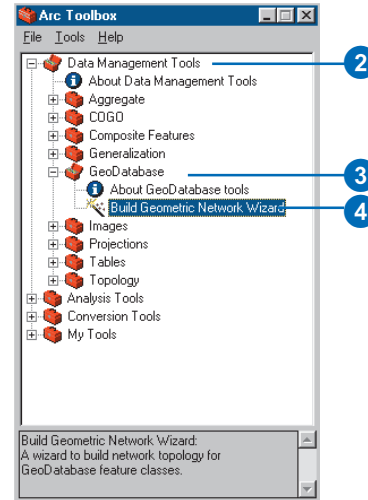 Arc Toolbox
File Tools Help
Data Management Tools
2
About Data Management Tools
Aggregate
COGO
Composite Features
Generalization
GeoDatabase
3
About GeoDatabase tools
Build Geometric Network Wizard
4
Images
Projections
Tables
Topology
Analysis Tools
Conversion Tools
My Tools
Build Geometric Network Wizard:
A wizard to build network topology for
GeoDatabase feature classes.